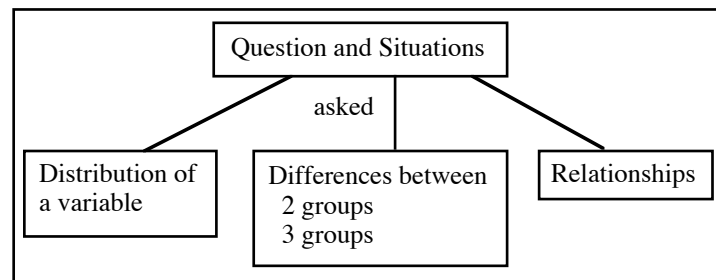 Question and Situations
asked
Distribution of
a variable
Differences between
2 groups
3 groups
Relationships